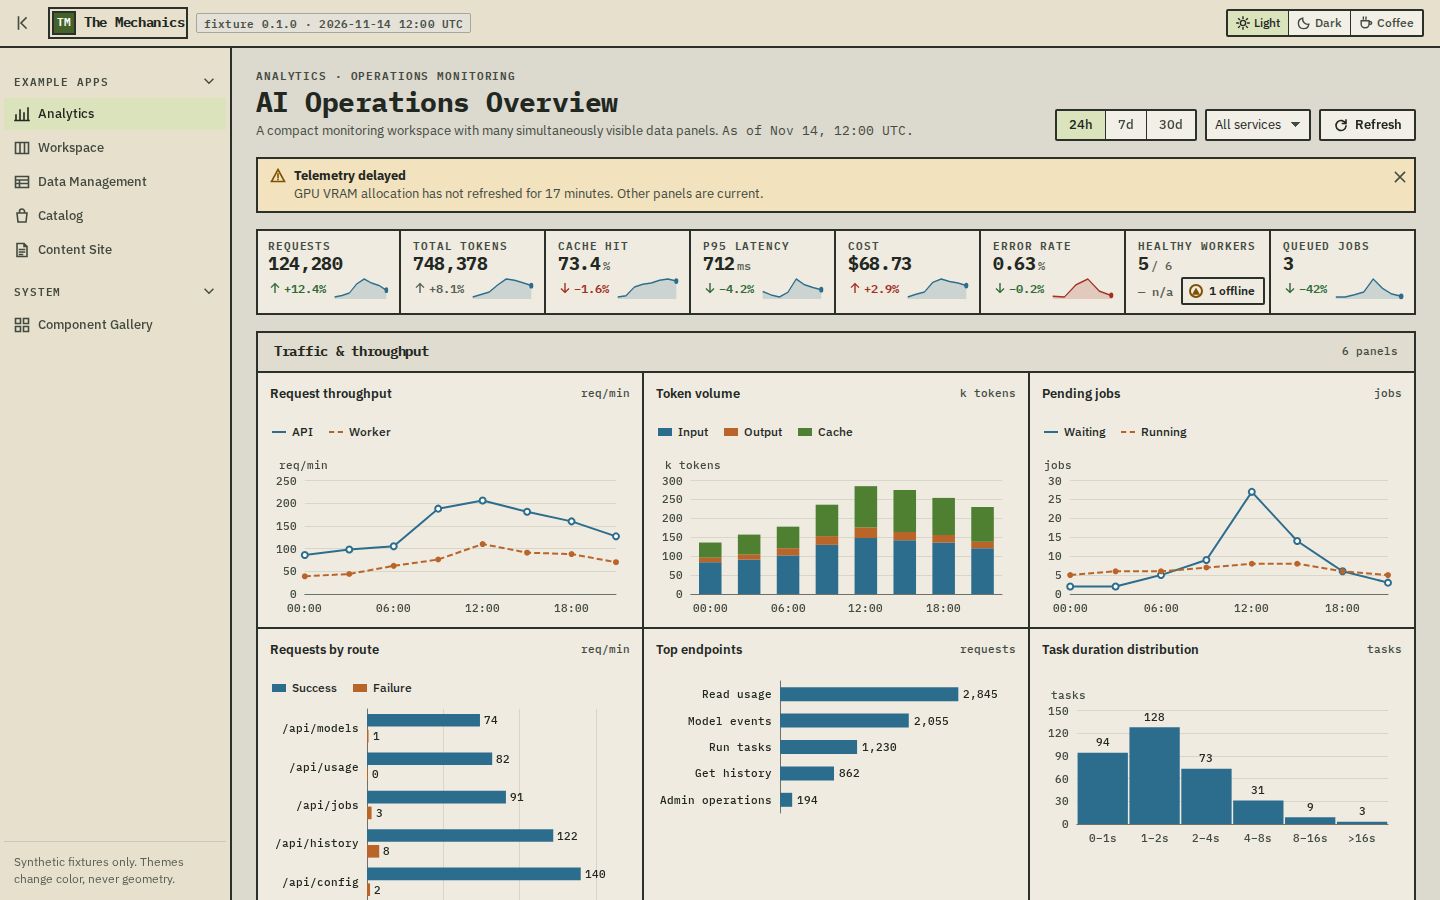 TM The Mechanics
fixture 0.1.0 · 2026-11-14 12:00 UTC
Light Dark Coffee
EXAMPLE APPS
Analytics
Workspace
Data Management
Catalog
Content Site
SYSTEM
Component Gallery
Synthetic fixtures only. Themes
change color, never geometry.
ANALYTICS · OPERATIONS MONITORING
AI Operations Overview
A compact monitoring workspace with many simultaneously visible data panels. As of Nov 14, 12:00 UTC.
24h 7d 30d All services Refresh
Telemetry delayed
GPU VRAM allocation has not refreshed for 17 minutes. Other panels are current.
REQUESTS
124,280
↑ +12.4%
TOTAL TOKENS
748,378
↑ +8.1%
CACHE HIT
73.4%
↓ −1.6%
P95 LATENCY
712 ms
↓ −4.2%
COST
$68.73
↑ +2.9%
ERROR RATE
0.63%
↓ −0.2%
HEALTHY WORKERS
5 / 6
— n/a 1 offline
QUEUED JOBS
3
↓ −42%
Traffic & throughput 6 panels
Request throughput req/min
API Worker
req/min
250
200
150
100
50
0
00:00 06:00 12:00 18:00
Token volume k tokens
Input Output Cache
k tokens
300
250
200
150
100
50
0
00:00 06:00 12:00 18:00
Pending jobs jobs
Waiting Running
jobs
30
25
20
15
10
5
0
00:00 06:00 12:00 18:00
Requests by route req/min
Success Failure
/api/models 74
1
/api/usage 82
0
/api/jobs 91
3
/api/history 122
8
/api/config 140
2
Top endpoints requests
Read usage 2,845
Model events 2,055
Run tasks 1,230
Get history 862
Admin operations 194
Task duration distribution tasks
tasks
150
120
90
60
30
0
94 128 73 31 9 3
0–1s 1–2s 2–4s 4–8s 8–16s >16s